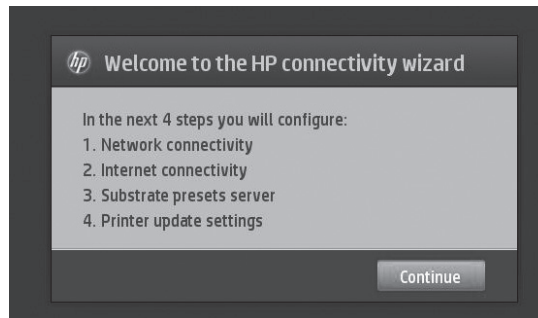 hp Welcome to the HP connectivity wizard
In the next 4 steps you will configure:
1. Network connectivity
2. Internet connectivity
3. Substrate presets server
4. Printer update settings
Continue